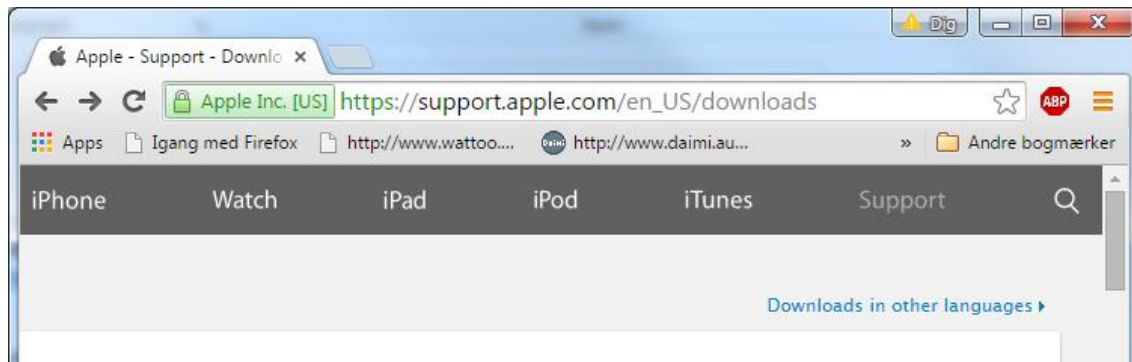 Dig
Apple - Support - Downlo
Apple Inc. [US] https://support.apple.com/en_US/downloads
ABP
Apps Igang med Firefox http://www.wattoo.... http://www.daimi.au... » Andre bogmærker
iPhone Watch iPad iPod iTunes Support
Downloads in other languages